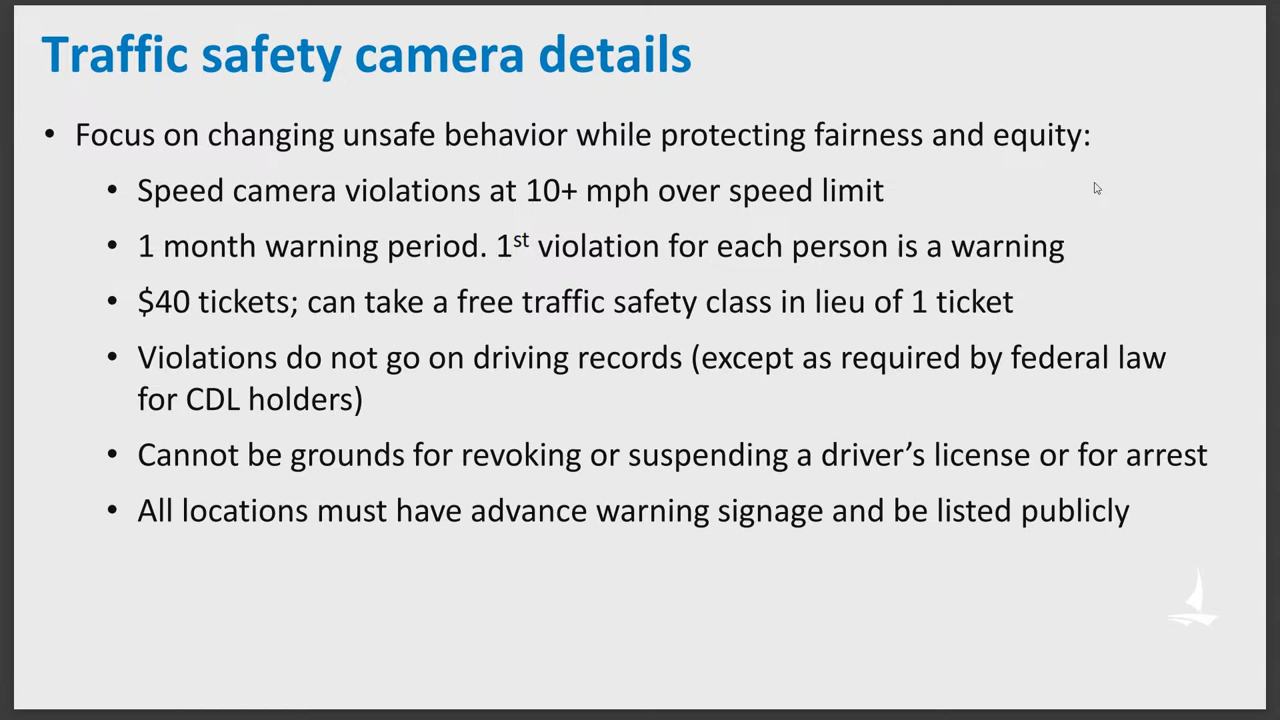 Traffic safety camera details
• Focus on changing unsafe behavior while protecting fairness and equity:
• Speed camera violations at 10+ mph over speed limit
• 1 month warning period. 1st violation for each person is a warning
• $40 tickets; can take a free traffic safety class in lieu of 1 ticket
• Violations do not go on driving records (except as required by federal law
for CDL holders)
• Cannot be grounds for revoking or suspending a driver’s license or for arrest
• All locations must have advance warning signage and be listed publicly